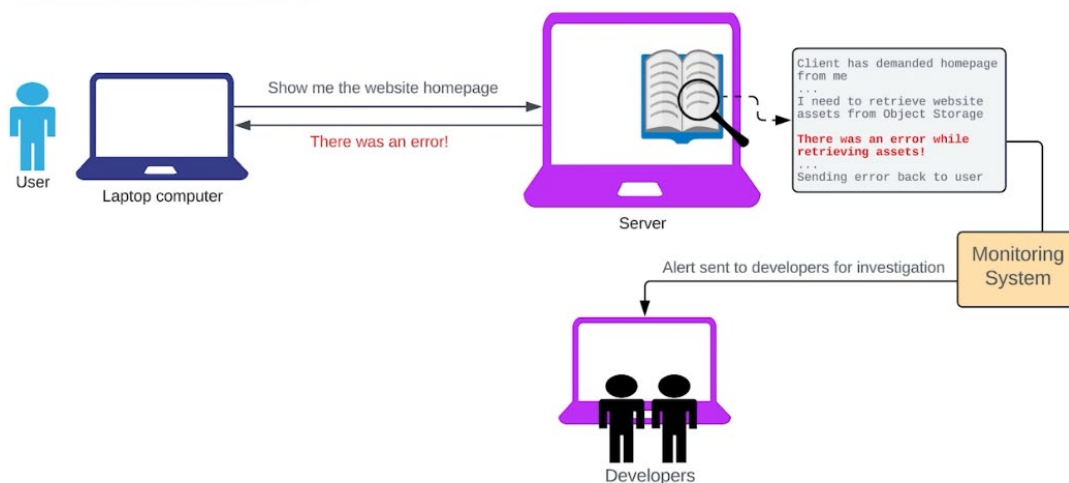 Show me the website homepage
There was an error!
User
Laptop computer
Server
Client has demanded homepage
from me
...
I need to retrieve website
assets from Object Storage
There was an error while
retrieving assets!
...
Sending error back to user
Monitoring
System
Alert sent to developers for investigation
Developers